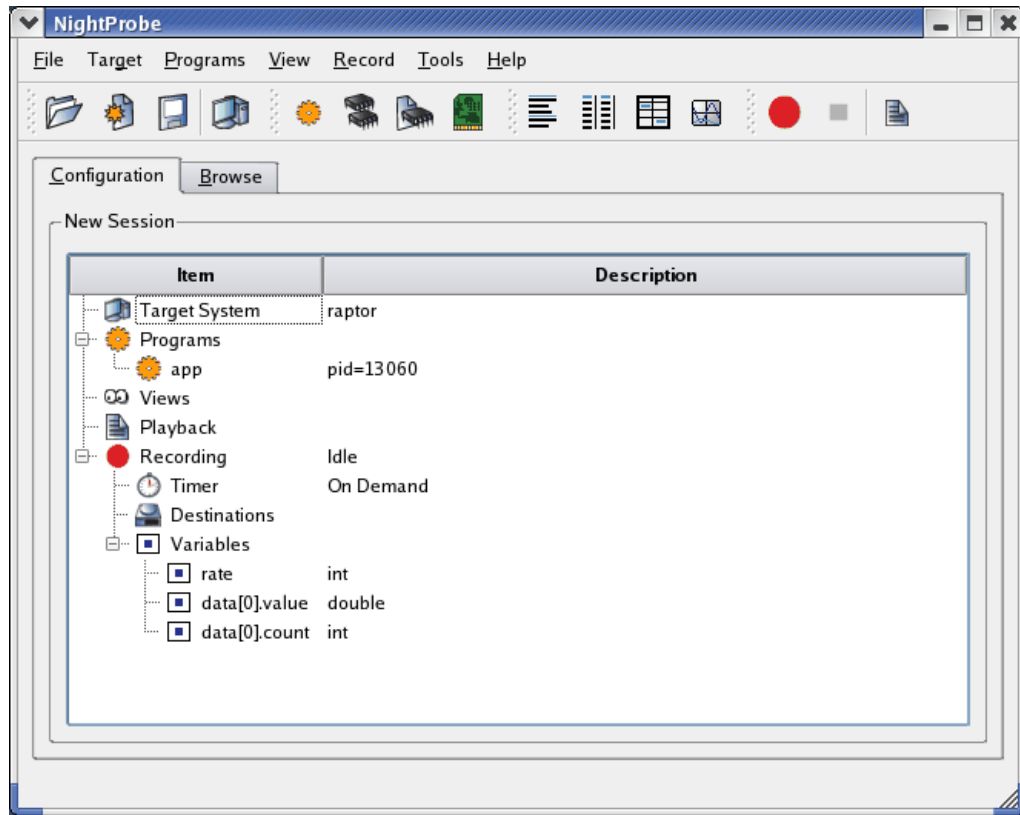 NightProbe
File Target Programs View Record Tools Help
Configuration Browse
New Session
Item Description
Target System raptor
Programs
app pid=13060
Views
Playback
Recording Idle
Timer On Demand
Destinations
Variables
rate int
data[0].value double
data[0].count int